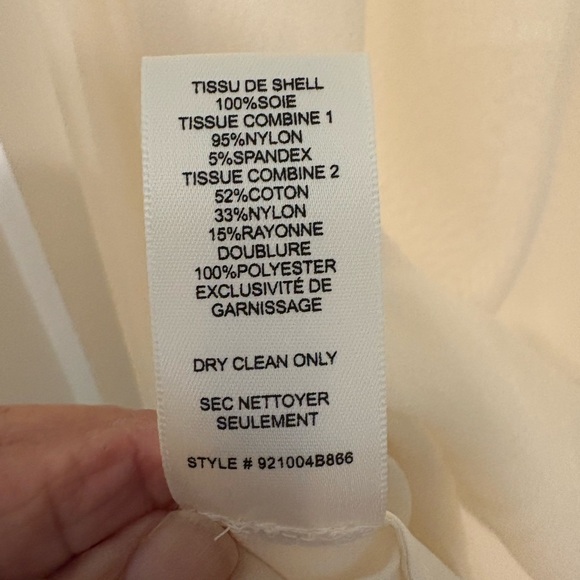 TISSU DE SHELL
100%SOIE
TISSUE COMBINE 1
95%NYLON
5%SPANDEX
TISSUE COMBINE 2
52%COTON
33%NYLON
15%RAYONNE
DOUBLURE
100%POLYESTER
EXCLUSIVITÉ DE
GARNISSAGE
DRY CLEAN ONLY
SEC NETTOYER
SEULEMENT
STYLE # 921004B866